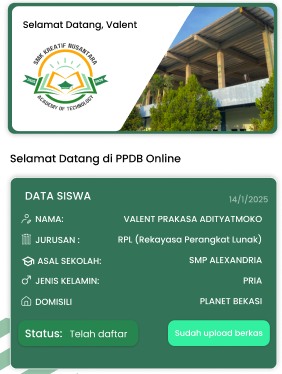 Selamat Datang, Valent
SMK KREATIF NUSANTARA
ACADEMY OF TECHNOLOGY
Selamat Datang di PPDB Online
DATA SISWA
14/1/2025
NAMA: VALENT PRAKASA ADITYATMOKO
JURUSAN : RPL (Rekayasa Perangkat Lunak)
ASAL SEKOLAH: SMP ALEXANDRIA
JENIS KELAMIN: PRIA
DOMISILI PLANET BEKASI
Status: Telah daftar
Sudah upload berkas